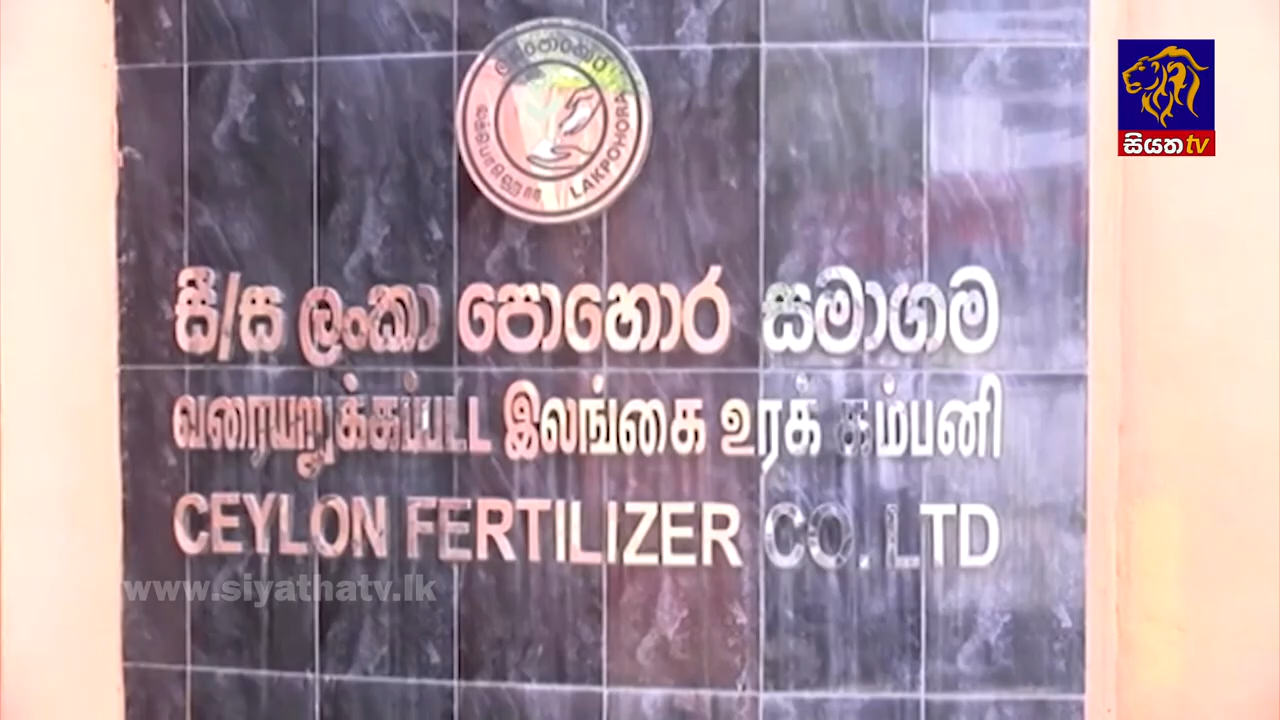 ලක්පොහොර
LAKPOHORA
සියත tv
සී/ස ලංකා පොහොර සමාගම
வரையறுக்கப்பட்ட இலங்கை உரக் கம்பனி
CEYLON FERTILIZER CO. LTD
www.siyathatv.lk